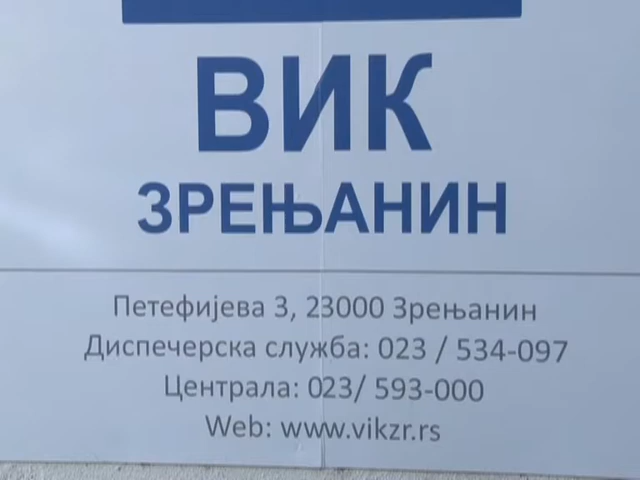 ВИК
ЗРЕЊАНИН
Петефијева 3, 23000 Зрењанин
Диспечерска служба: 023 / 534-097
Централа: 023/ 593-000
Web: www.vikzr.rs